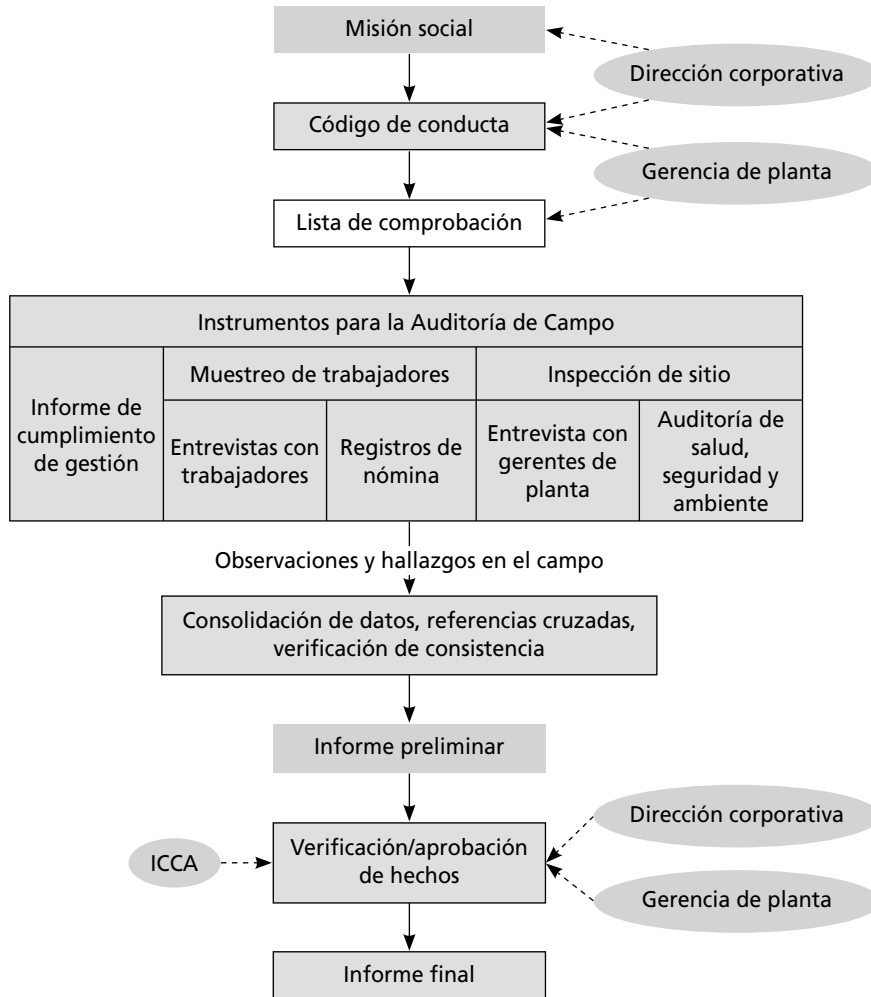 Misión social
Dirección corporativa
Código de conducta
Gerencia de planta
Lista de comprobación
Instrumentos para la Auditoría de Campo
Informe de
cumplimiento
de gestión
Muestreo de trabajadores
Entrevistas con
trabajadores
Registros de
nómina
Inspección de sitio
Entrevista con
gerentes de
planta
Auditoría de
salud,
seguridad y
ambiente
Observaciones y hallazgos en el campo
Consolidación de datos, referencias cruzadas,
verificación de consistencia
Informe preliminar
Dirección corporativa
ICCA
Verificación/aprobación
de hechos
Gerencia de planta
Informe final